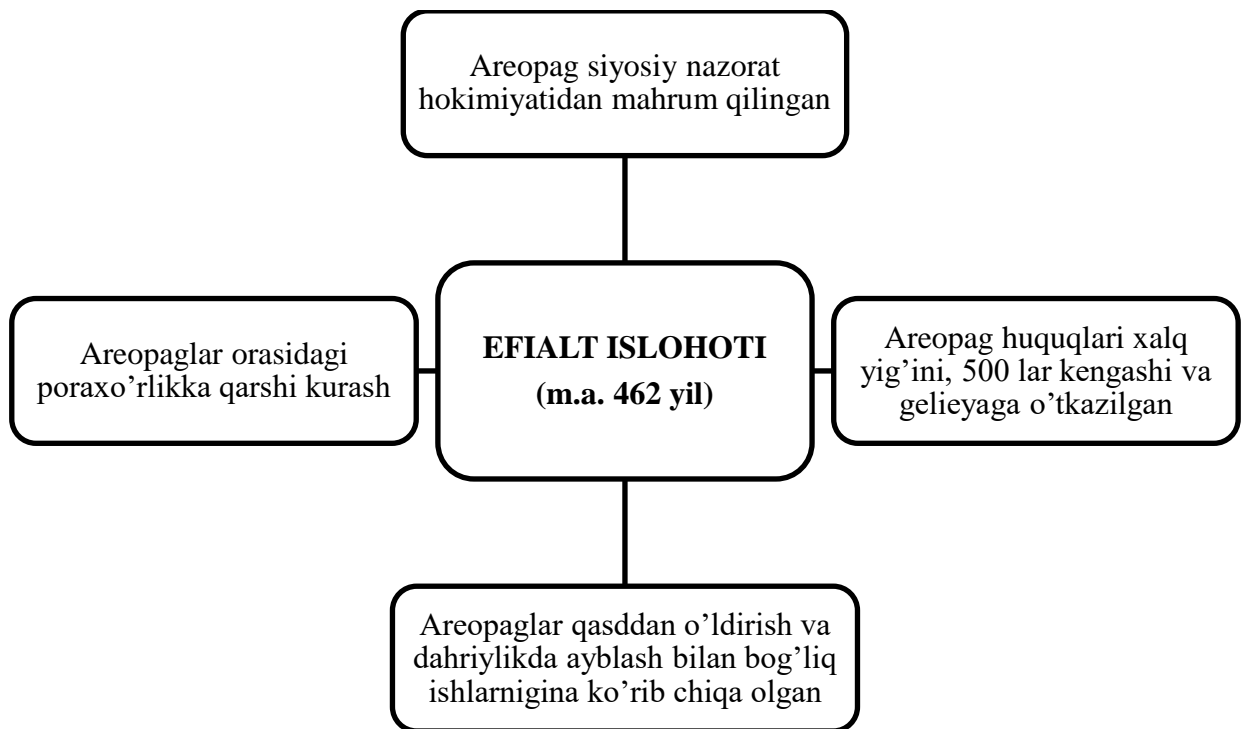 Areopag siyosiy nazorat
hokimiyatidan mahrum qilingan
Areopaglar orasidagi
poraxo’rlikka qarshi kurash
EFIALT ISLOHOTI
(m.a. 462 yil)
Areopag huquqlari xalq
yig’ini, 500 lar kengashi va
gelieyaga o’tkazilgan
Areopaglar qasddan o’ldirish va
dahriylikda ayblash bilan bog’liq
ishlarnigina ko’rib chiqa olgan